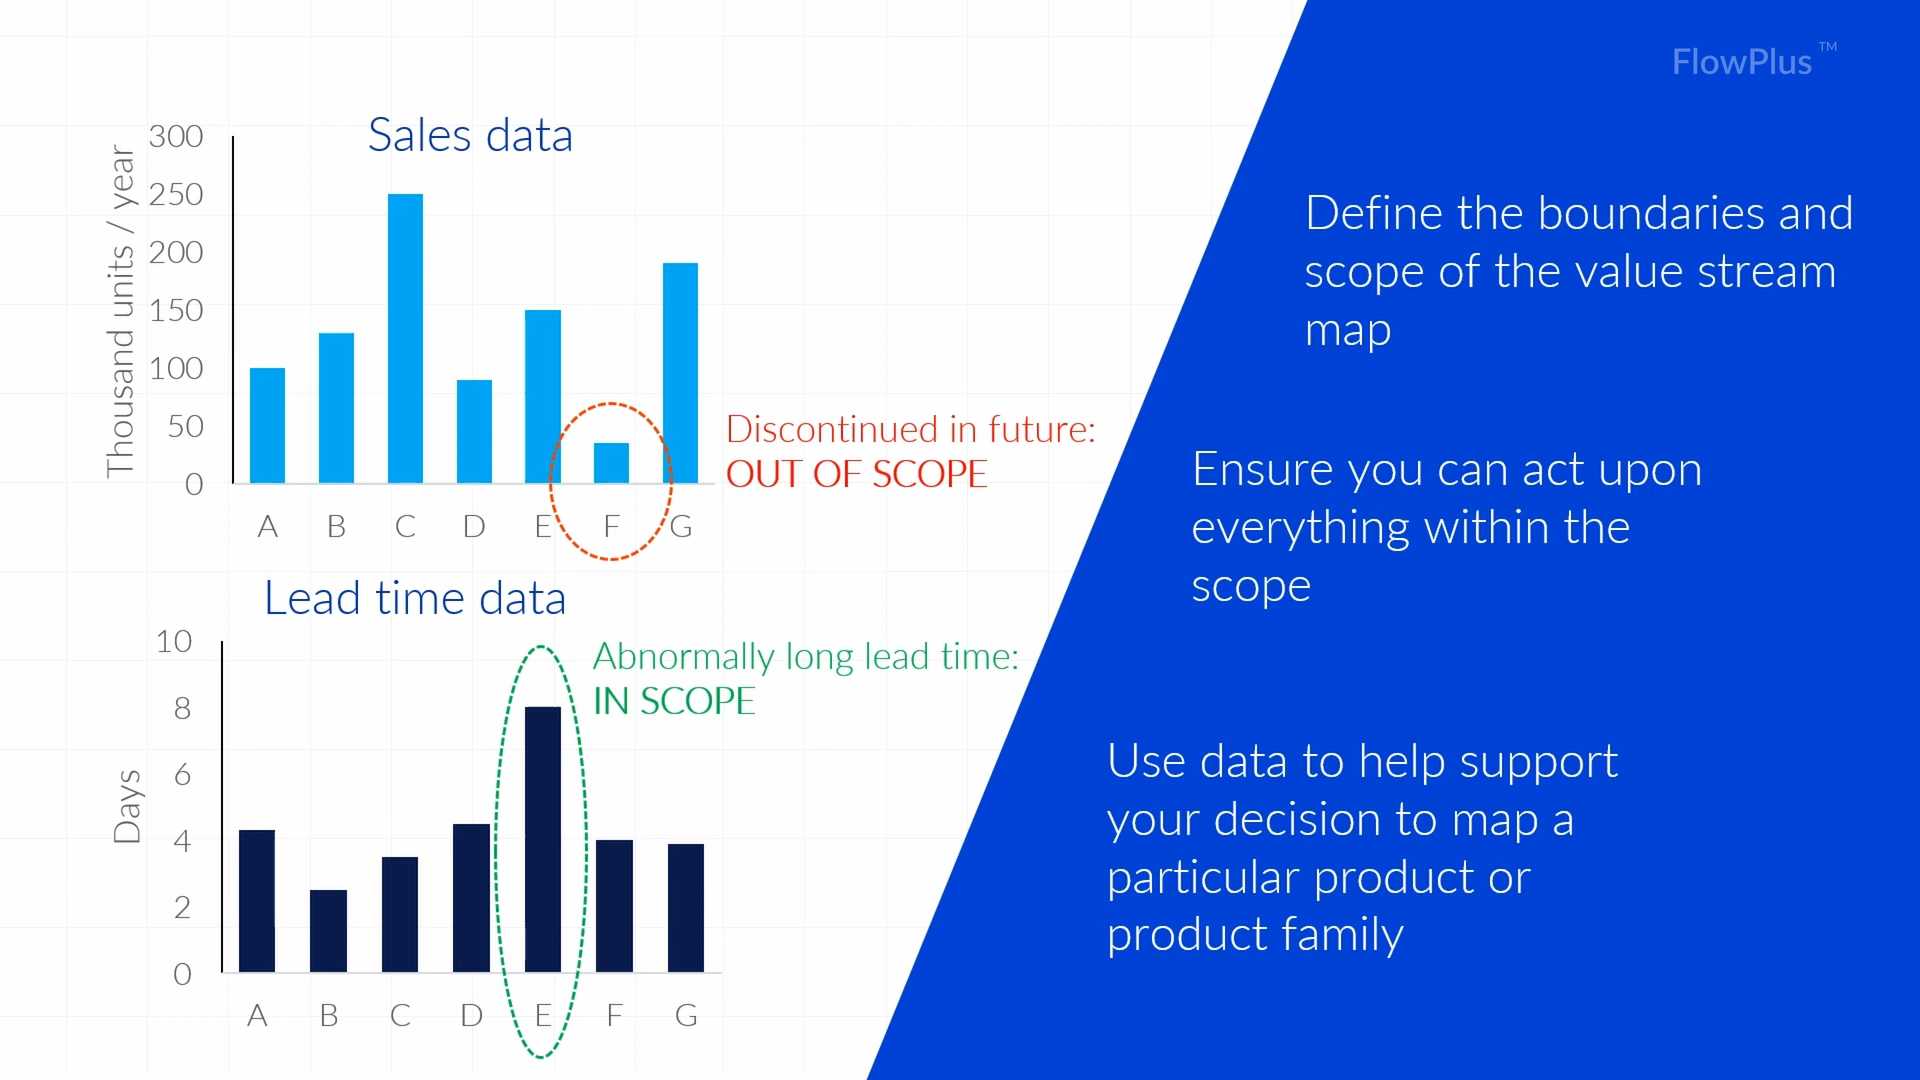 FlowPlus™
Sales data
Thousand units / year
300
250
200
150
100
50
0
A B C D E F G
Discontinued in future:
OUT OF SCOPE
Lead time data
Days
10
8
6
4
2
0
A B C D E F G
Abnormally long lead time:
IN SCOPE
Define the boundaries and
scope of the value stream
map
Ensure you can act upon
everything within the
scope
Use data to help support
your decision to map a
particular product or
product family